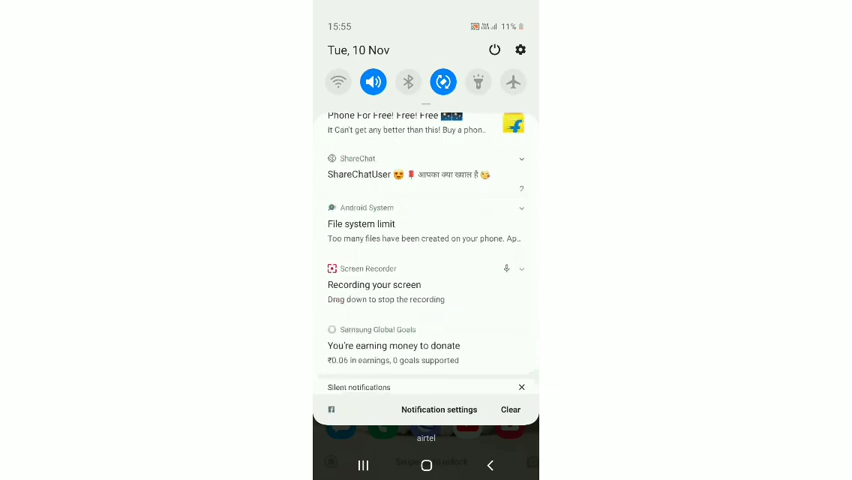 15:55
11%
Tue, 10 Nov
Phone For Free! Free! Free
It Can't get any better than this! Buy a phon..
ShareChat
ShareChatUser 😍 📍 आपका क्या ख्याल है 😘
?
Android System
File system limit
Too many files have been created on your phone. Ap..
Screen Recorder
Recording your screen
Drag down to stop the recording
Samsung Global Goals
You're earning money to donate
₹0.06 in earnings, 0 goals supported
Silent notifications
Notification settings
Clear
airtel